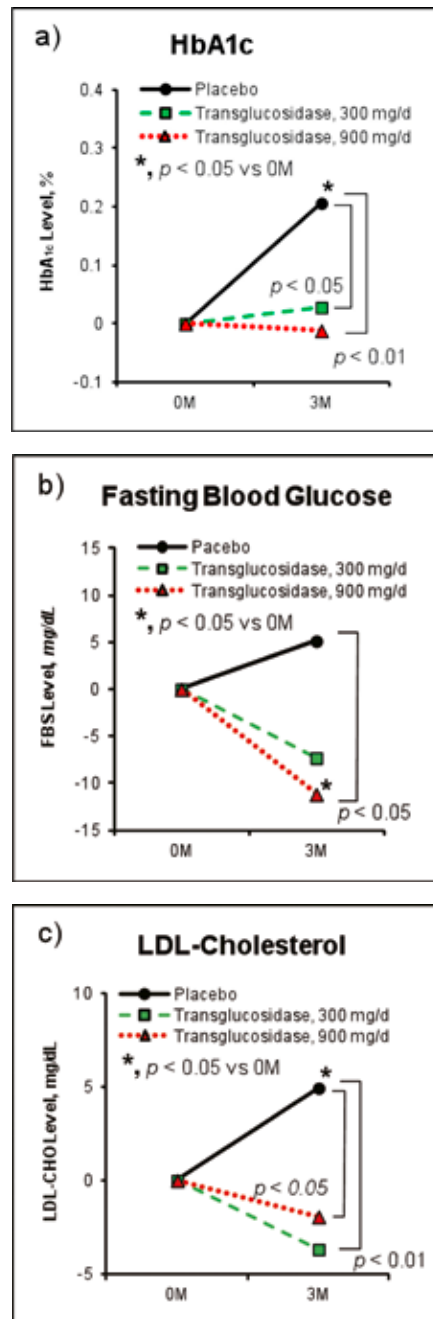 a)
HbA1c
Placebo
Transglucosidase, 300 mg/d
Transglucosidase, 900 mg/d
*, p < 0.05 vs 0M
HbA1c Level, %
0.4
0.3
0.2
0.1
0
-0.1
*
p < 0.05
p < 0.01
0M
3M
b)
Fasting Blood Glucose
Pacebo
Transglucosidase, 300 mg/d
Transglucosidase, 900 mg/d
*, p < 0.05 vs 0M
FBS Level, mg/dL
15
10
5
0
-5
-10
-15
*
p < 0.05
0M
3M
c)
LDL-Cholesterol
Placebo
Transglucosidase, 300 mg/d
Transglucosidase, 900 mg/d
*, p < 0.05 vs 0M
LDL-CHO Level, mg/dL
10
5
0
-5
*
p < 0.05
p < 0.01
0M
3M